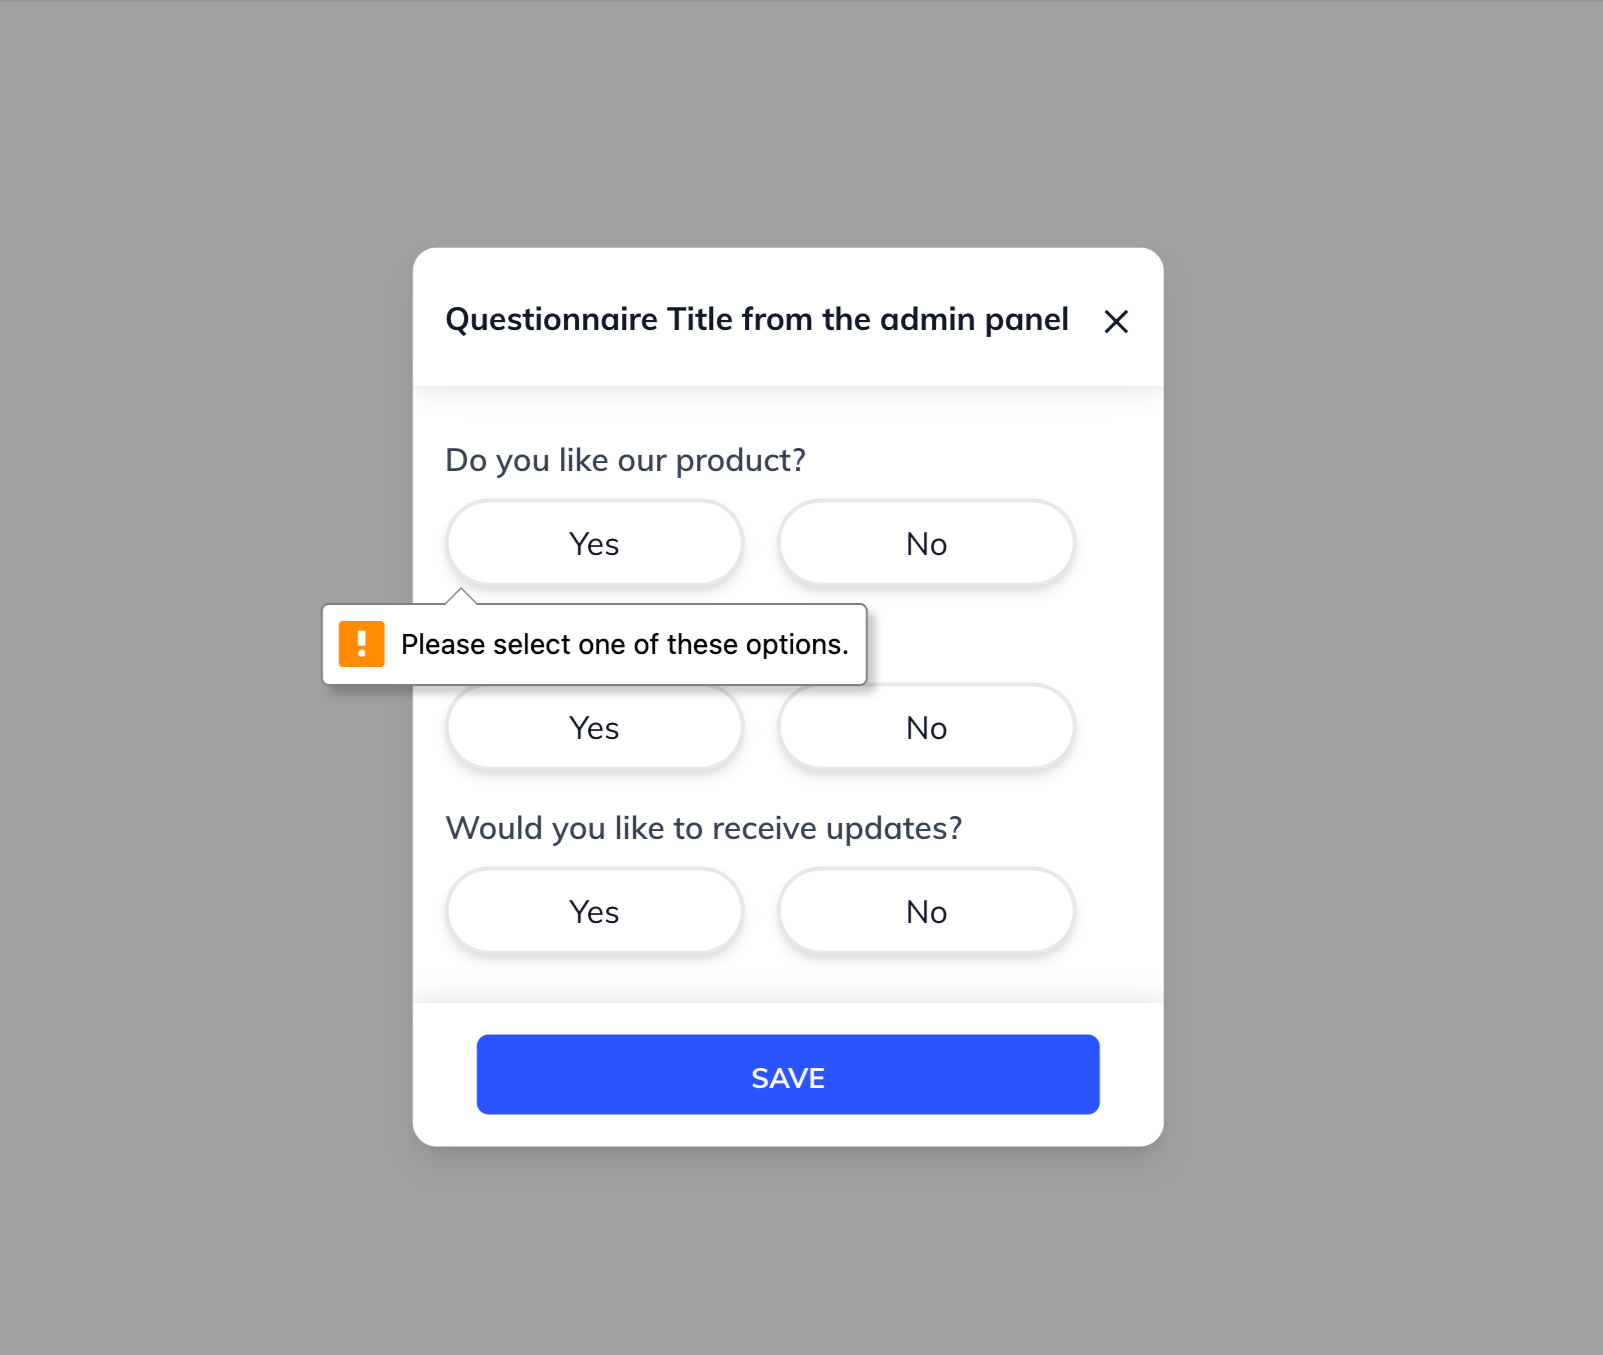 Questionnaire Title from the admin panel
Do you like our product?
Yes No
Please select one of these options.
Yes No
Would you like to receive updates?
Yes No
SAVE